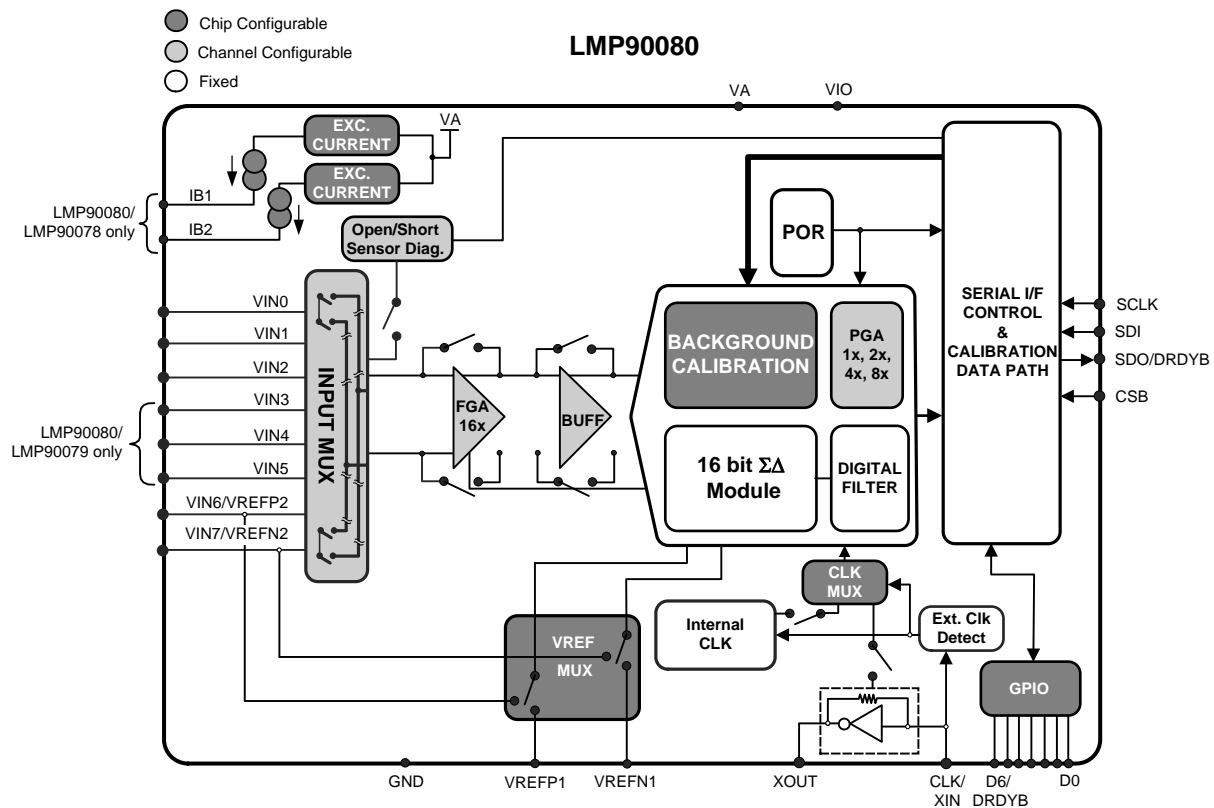 Chip Configurable
Channel Configurable
Fixed
LMP90080
VA
VIO
EXC.
CURRENT
VA
EXC.
CURRENT
IB1
IB2
LMP90080/
LMP90078 only
Open/Short
Sensor Diag.
POR
SERIAL I/F
CONTROL
&
CALIBRATION
DATA PATH
SCLK
SDI
SDO/DRDYB
CSB
VIN0
VIN1
VIN2
VIN3
VIN4
VIN5
VIN6/VREFP2
VIN7/VREFN2
LMP90080/
LMP90079 only
INPUT MUX
FGA
16x
BUFF
BACKGROUND
CALIBRATION
PGA
1x, 2x,
4x, 8x
16 bit ΣΔ
Module
DIGITAL
FILTER
CLK
MUX
Internal
CLK
Ext. Clk
Detect
VREF
MUX
GPIO
GND
VREFP1
VREFN1
XOUT
CLK/
XIN
D6/
DRDYB
D0